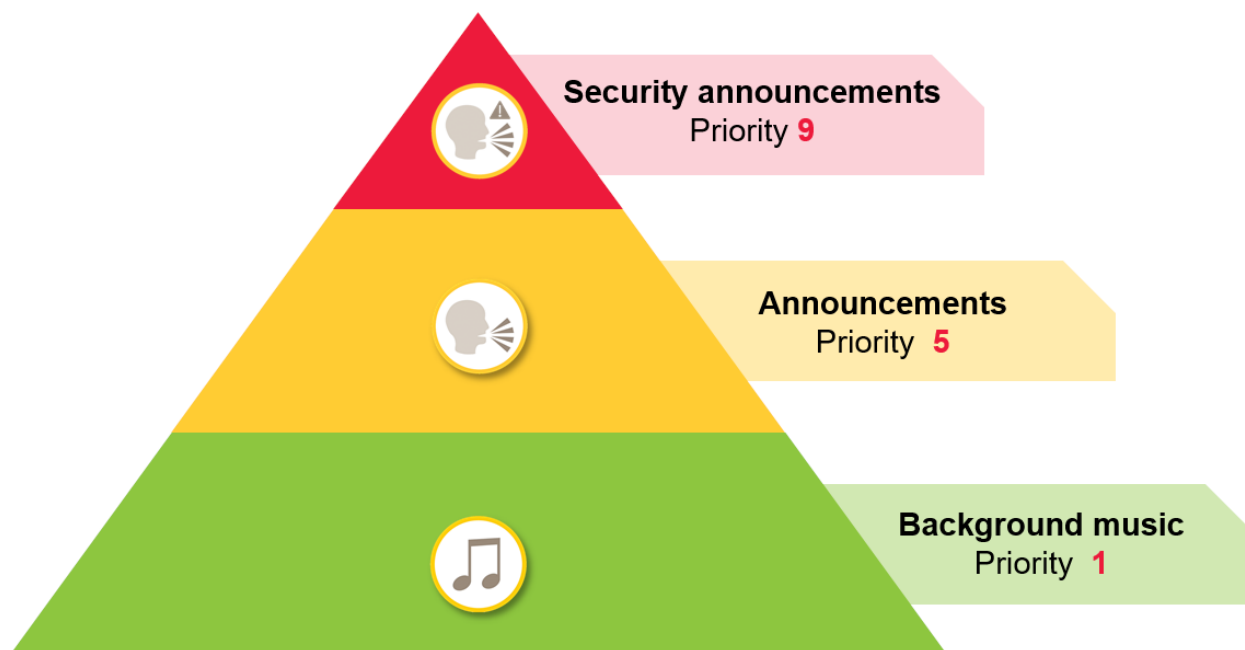 Security announcements
Priority 9
Announcements
Priority 5
Background music
Priority 1